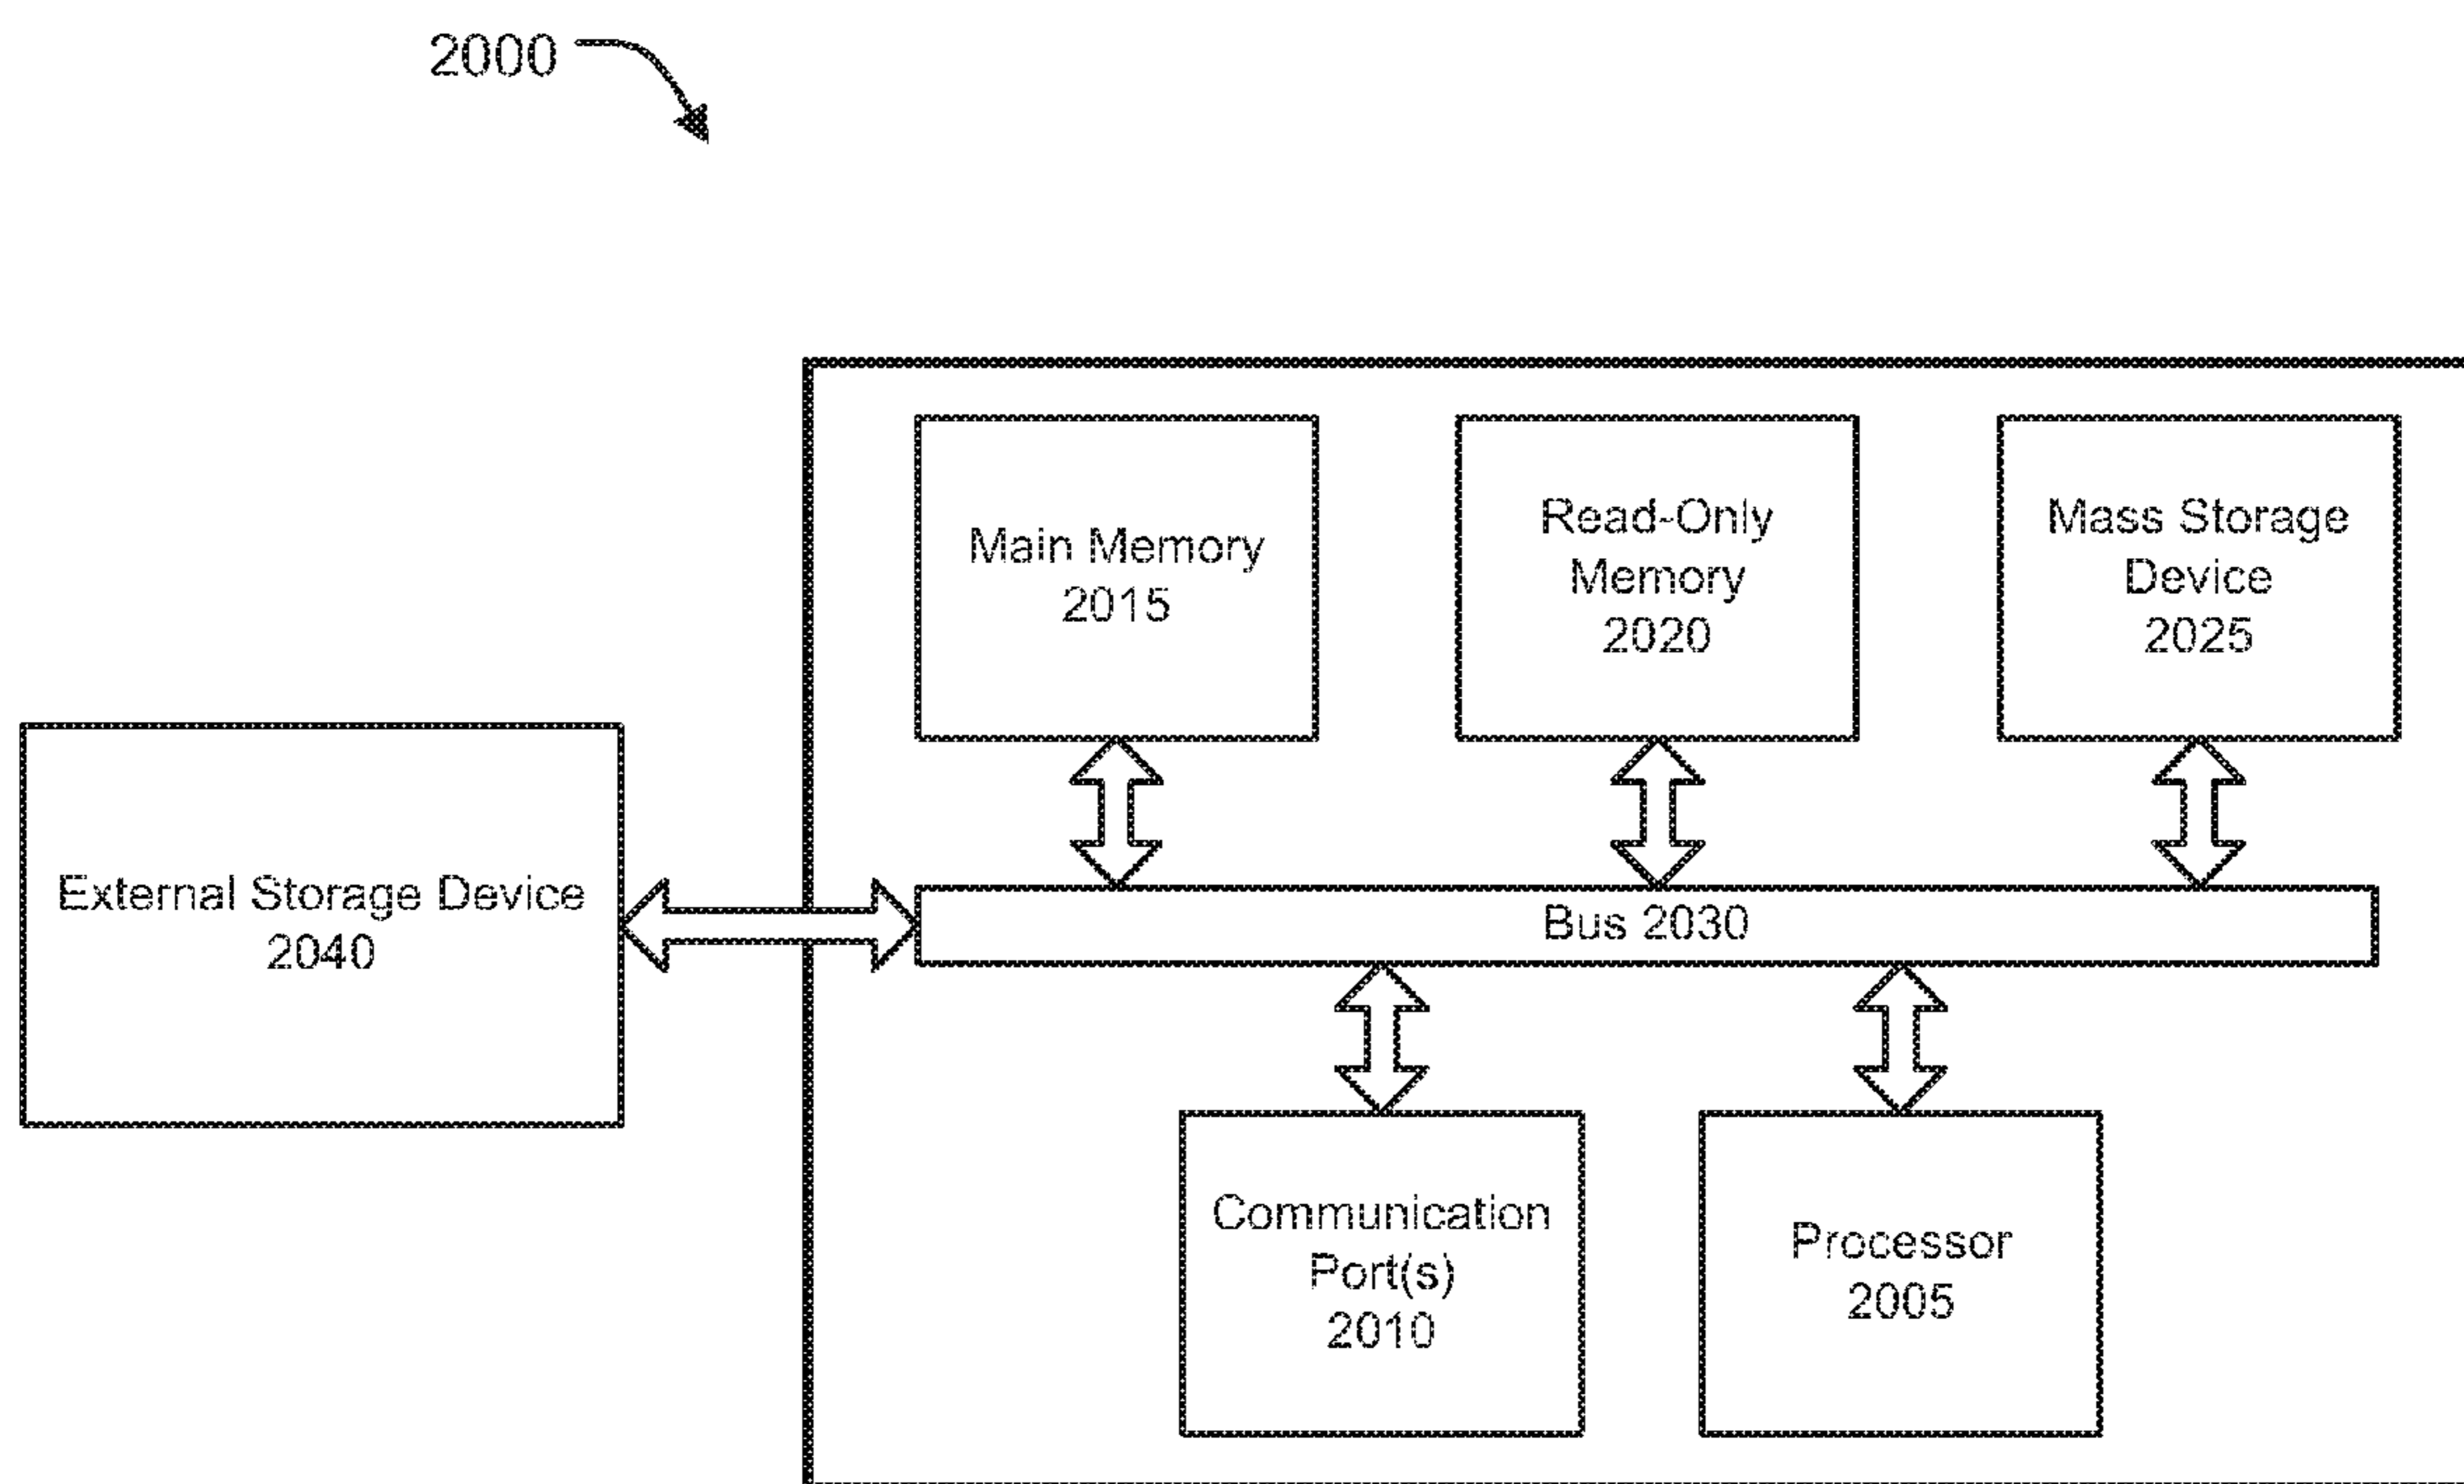 2000
Main Memory
2015
Read-Only
Memory
2020
Mass Storage
Device
2025
External Storage Device
2040
Bus 2030
Communication
Port(s)
2010
Processor
2005